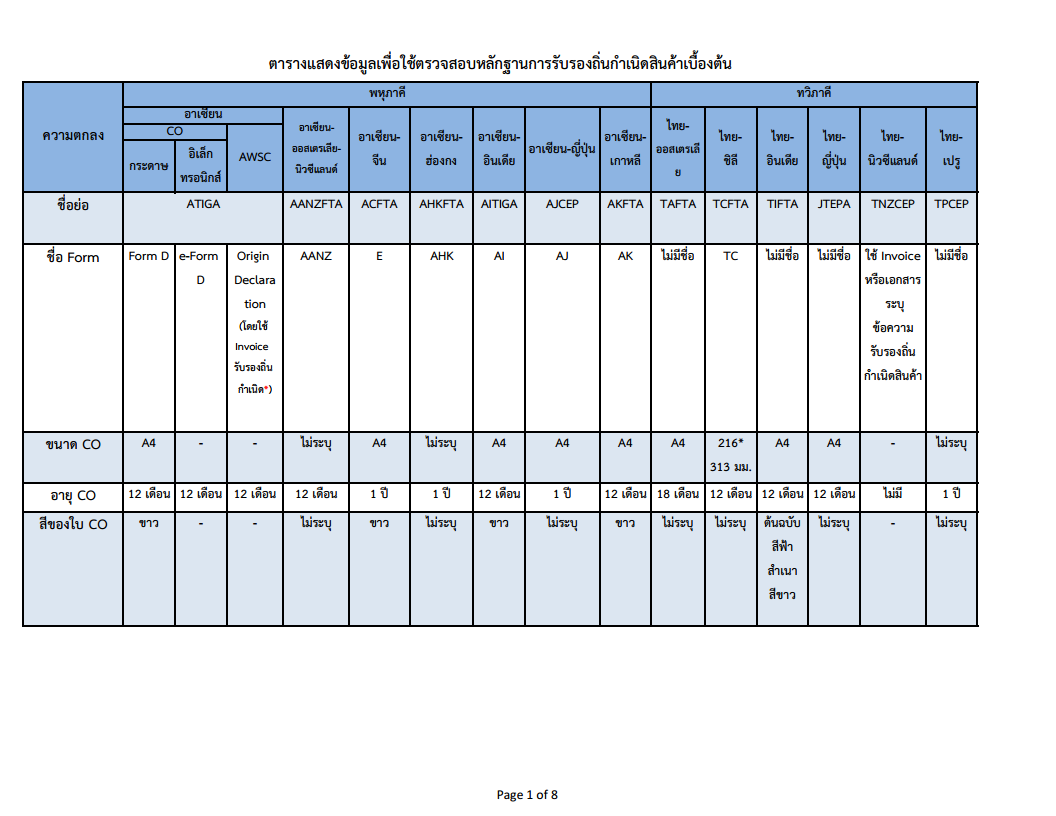 ตารางแสดงข้อมูลเพื่อใช้ตรวจสอบหลักฐานการรับรองถิ่นกำเนิดสินค้าเบื้องต้น
ความตกลง
พหุภาคี
ทวิภาคี
อาเซียน
CO
กระดาษ
อิเล็ก
ทรอนิกส์
AWSC
อาเซียน-
ออสเตรเลีย-
นิวซีแลนด์
อาเซียน-
จีน
อาเซียน-
ฮ่องกง
อาเซียน-
อินเดีย
อาเซียน-ญี่ปุ่น
อาเซียน-
เกาหลี
ไทย-
ออสเตรเลี
ย
ไทย-
ชิลี
ไทย-
อินเดีย
ไทย-
ญี่ปุ่น
ไทย-
นิวซีแลนด์
ไทย-
เปรู
ชื่อย่อ
ATIGA
AANZFTA
ACFTA
AHKFTA
AITIGA
AJCEP
AKFTA
TAFTA
TCFTA
TIFTA
JTEPA
TNZCEP
TPCEP
ชื่อ Form
Form D
e-Form
D
Origin
Declara
tion
(โดยใช้
Invoice
รับรองถิ่น
กำเนิด*)
AANZ
E
AHK
AI
AJ
AK
ไม่มีชื่อ
TC
ไม่มีชื่อ
ไม่มีชื่อ
ใช้ Invoice
หรือเอกสาร
ระบุ
ข้อความ
รับรองถิ่น
กำเนิดสินค้า
ไม่มีชื่อ
ขนาด CO
A4
-
-
ไม่ระบุ
A4
ไม่ระบุ
A4
A4
A4
A4
216*
313 มม.
A4
A4
-
ไม่ระบุ
อายุ CO
12 เดือน
12 เดือน
12 เดือน
12 เดือน
1 ปี
1 ปี
12 เดือน
1 ปี
12 เดือน
18 เดือน
12 เดือน
12 เดือน
12 เดือน
ไม่มี
1 ปี
สีของใบ CO
ขาว
-
-
ไม่ระบุ
ขาว
ไม่ระบุ
ขาว
ไม่ระบุ
ขาว
ไม่ระบุ
ไม่ระบุ
ต้นฉบับ
สีฟ้า
สำเนา
สีขาว
ไม่ระบุ
-
ไม่ระบุ
Page 1 of 8